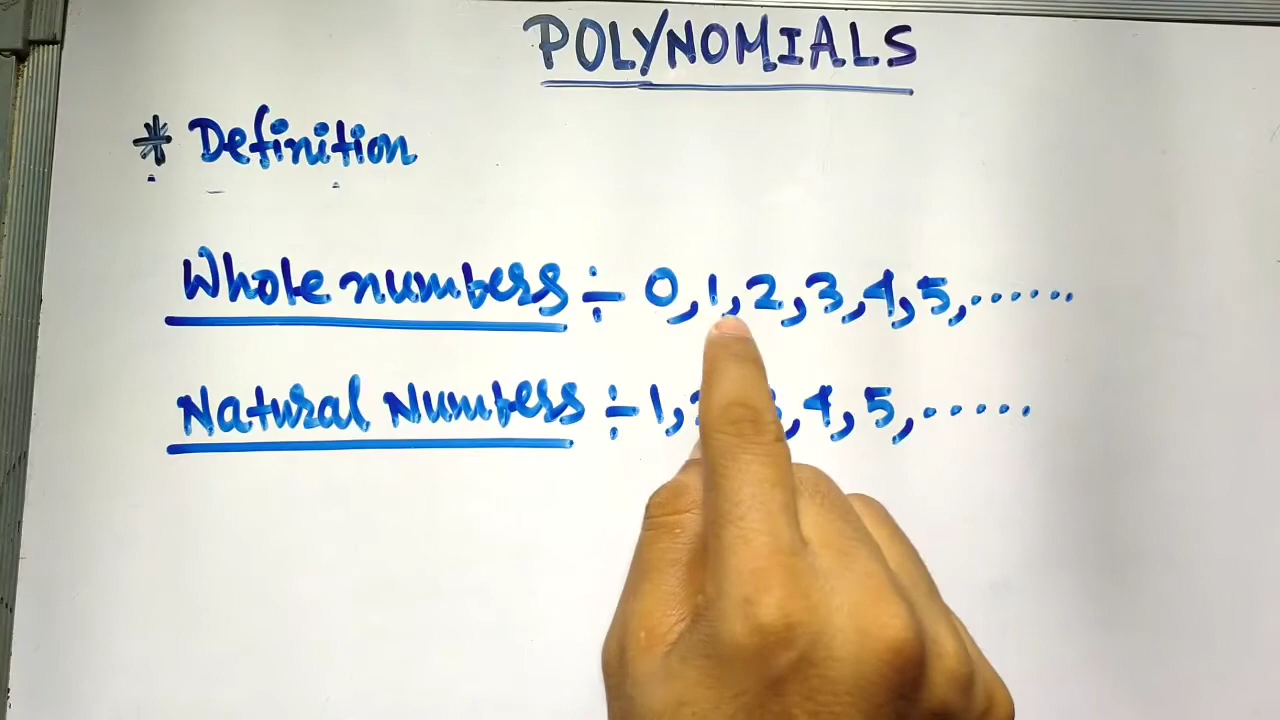 POLYNOMIALS
* Definition
Whole numbers ÷ 0,1,2,3,4,5,......
Natural Numbers ÷ 1, 4,5,.....